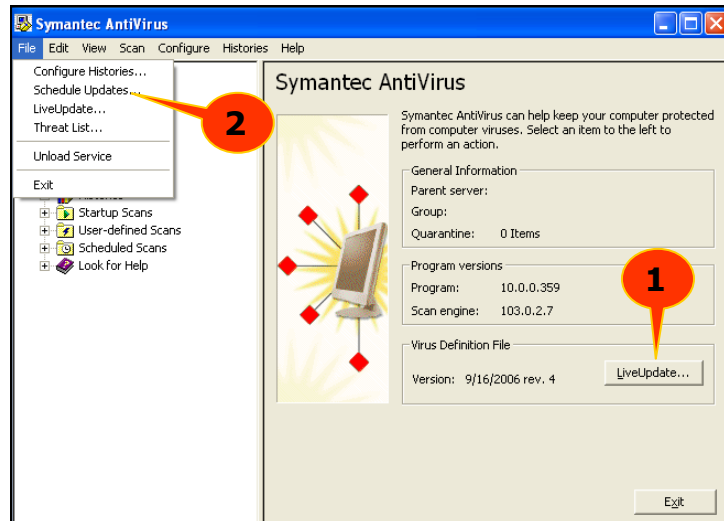 Symantec AntiVirus
File Edit View Scan Configure Histories Help
Configure Histories...
Schedule Updates...
LiveUpdate...
Threat List...
Unload Service
Exit
Histories
Startup Scans
User-defined Scans
Scheduled Scans
Look for Help
2
Symantec AntiVirus
Symantec AntiVirus can help keep your computer protected
from computer viruses. Select an item to the left to
perform an action.
General Information
Parent server:
Group:
Quarantine: 0 Items
Program versions
Program: 10.0.0.359
Scan engine: 103.0.2.7
1
Virus Definition File
Version: 9/16/2006 rev. 4
LiveUpdate...
Exit